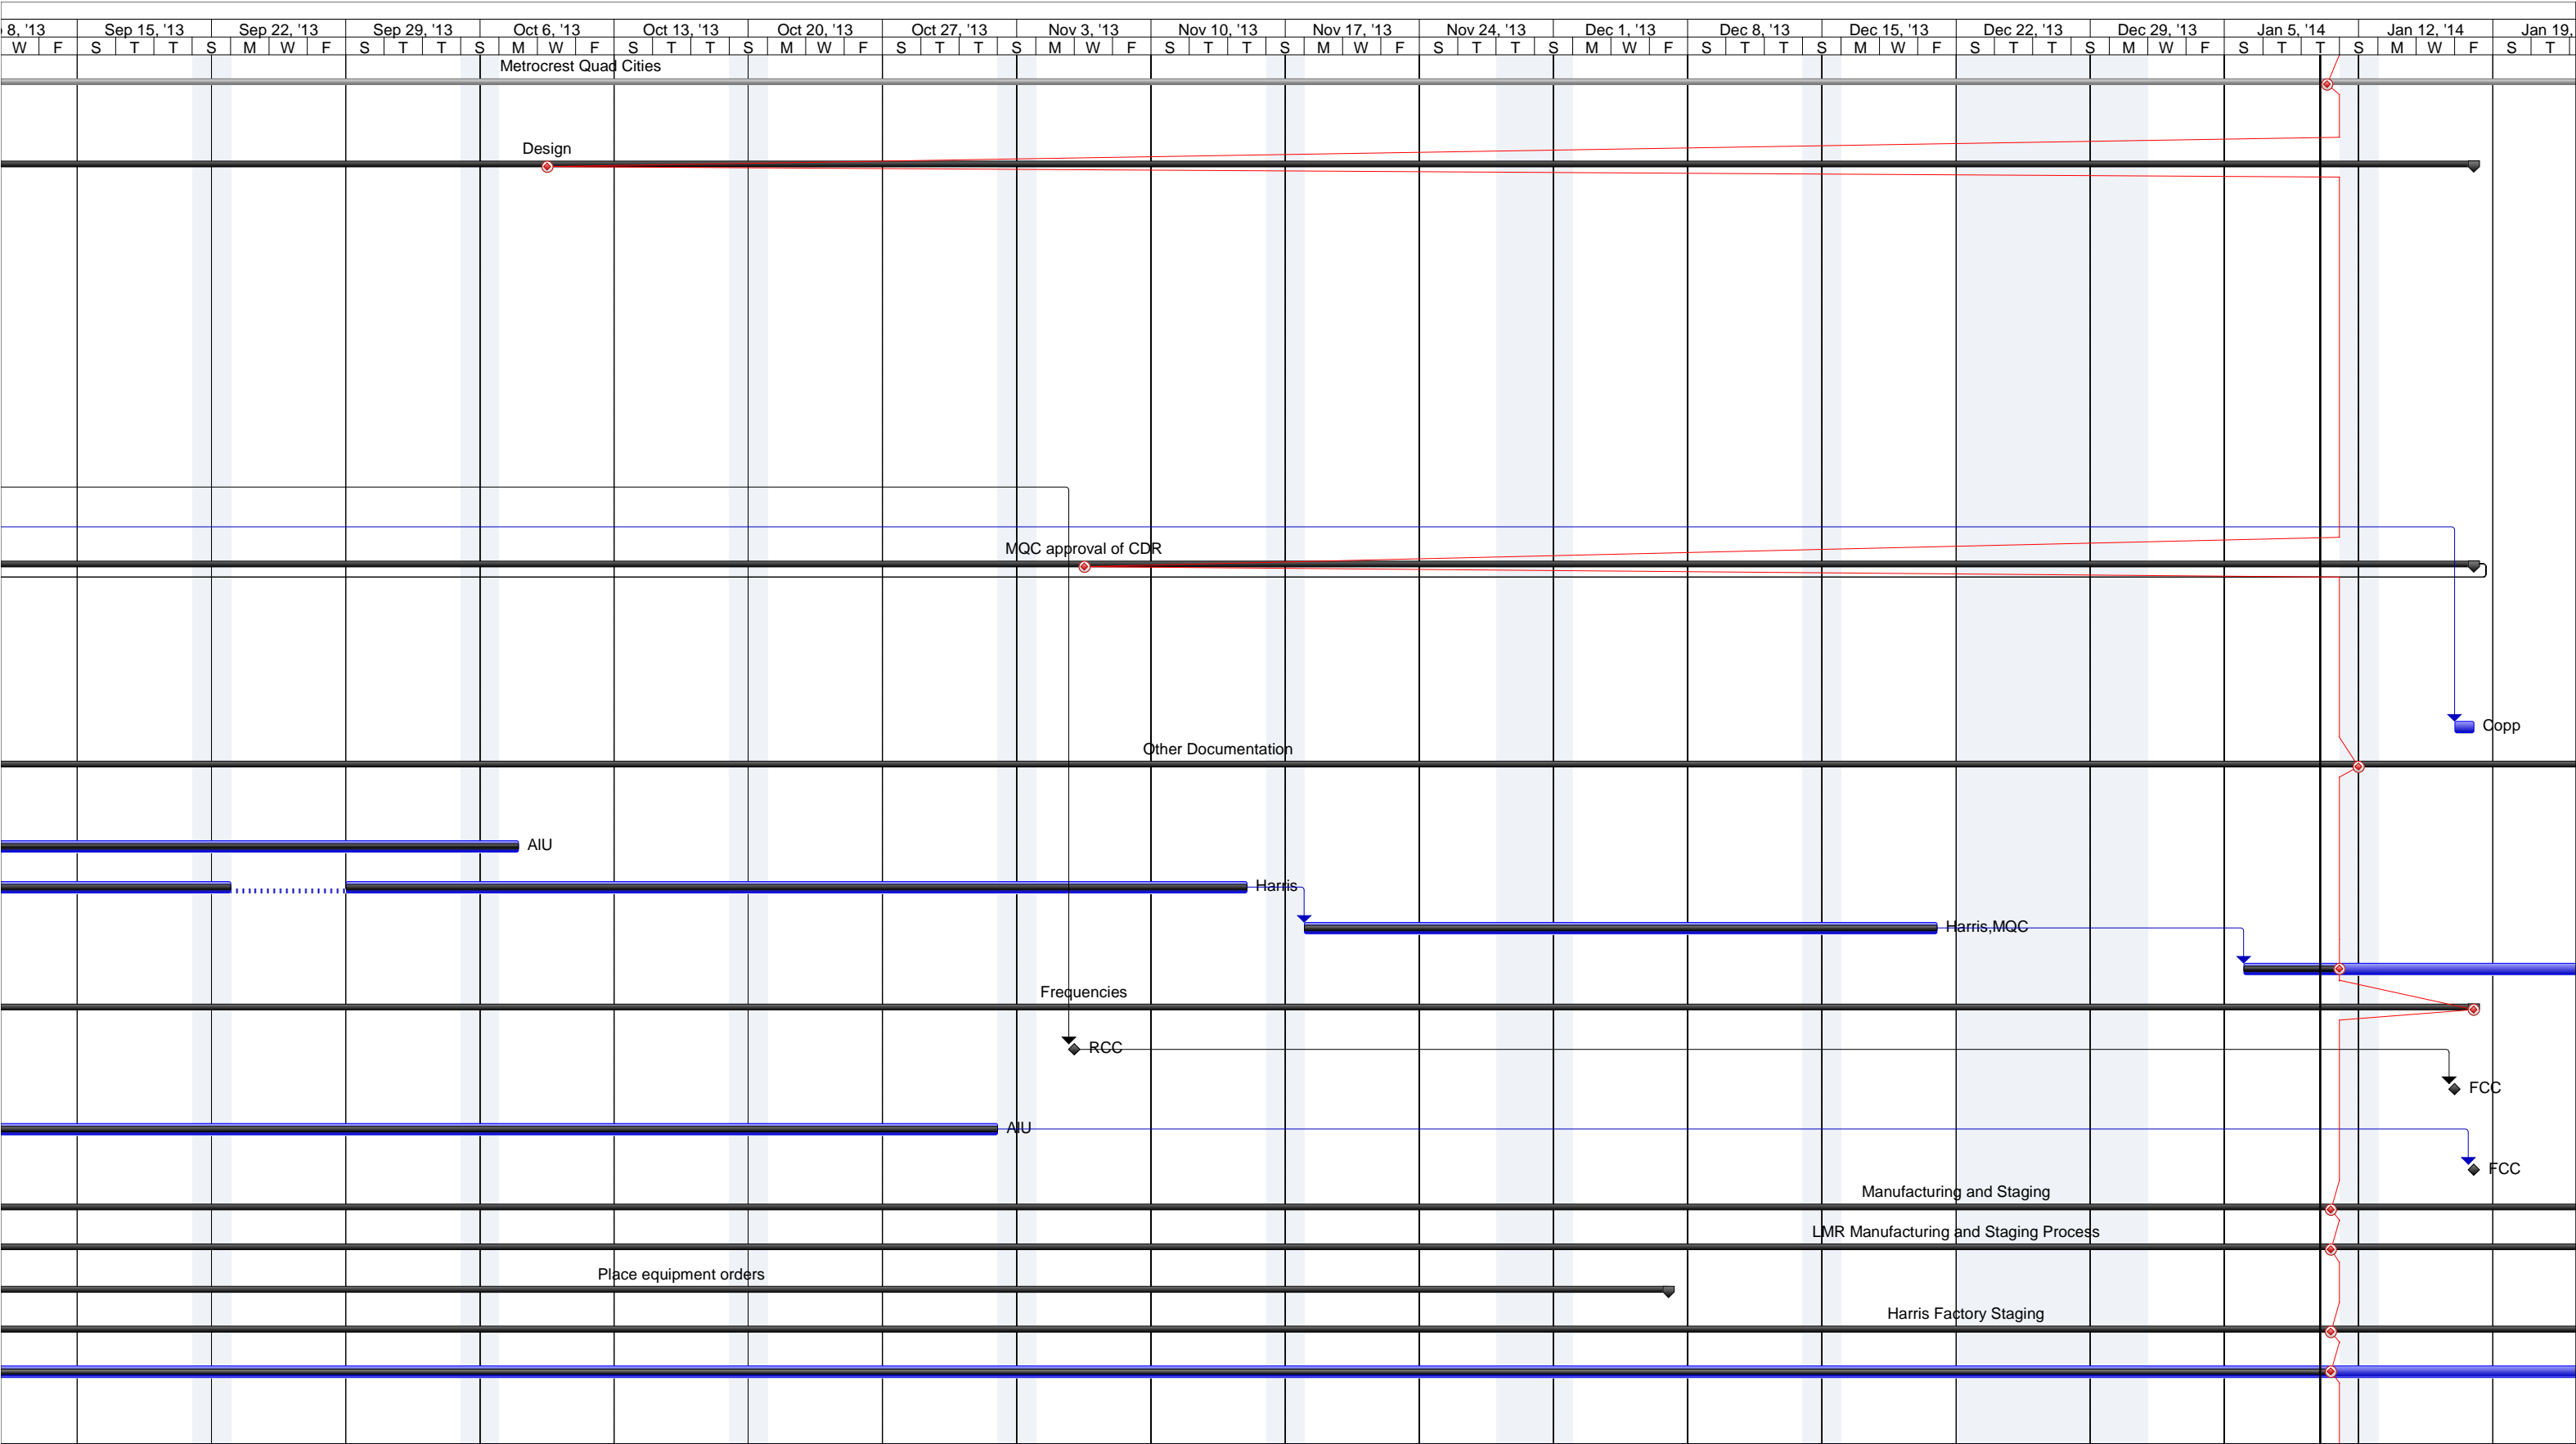 8, '13 Sep 15, '13 Sep 22, '13 Sep 29, '13 Oct 6, '13 Oct 13, '13 Oct 20, '13 Oct 27, '13 Nov 3, '13 Nov 10, '13 Nov 17, '13 Nov 24, '13 Dec 1, '13 Dec 8, '13 Dec 15, '13 Dec 22, '13 Dec 29, '13 Jan 5, '14 Jan 12, '14 Jan 19,
W F S T T S M W F S T T S M W F S T T S M W F S T T S M W F S T T S M W F S T T S M W F S T T S M W F S T T S M W F S T T S M W F S T
Metrocrest Quad Cities
Design
MQC approval of CDR
Copp
Other Documentation
AIU
Harris
Harris,MQC
Frequencies
RCC
FCC
AIU
FCC
Manufacturing and Staging
LMR Manufacturing and Staging Process
Place equipment orders
Harris Factory Staging